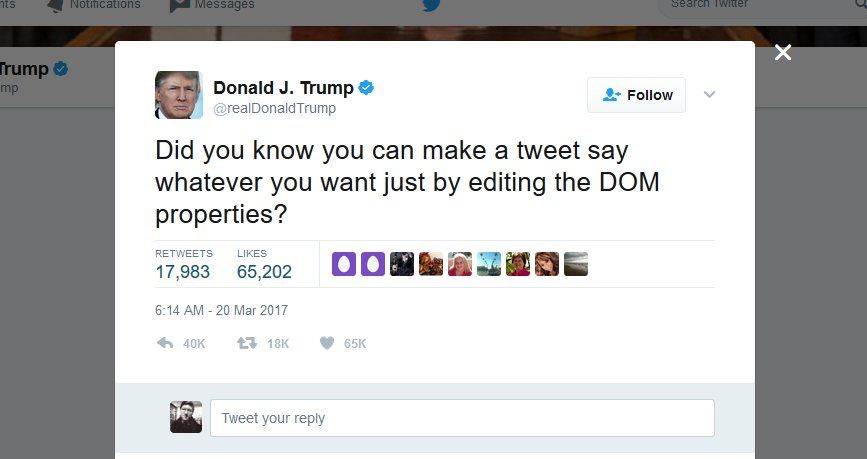 Notifications
Messages
Search Twitter
Trump
Donald J. Trump
@realDonaldTrump
Follow
Did you know you can make a tweet say
whatever you want just by editing the DOM
properties?
RETWEETS LIKES
17,983 65,202
6:14 AM - 20 Mar 2017
40K 18K 65K
Tweet your reply